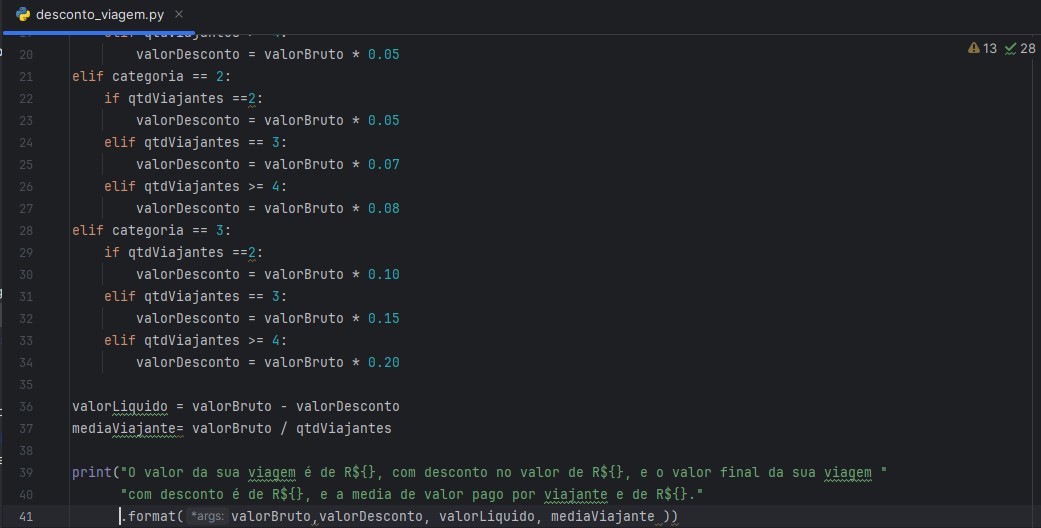 desconto_viagem.py ×
13 28
20 valorDesconto = valorBruto * 0.05
21 elif categoria == 2:
22 if qtdViajantes ==2:
23 valorDesconto = valorBruto * 0.05
24 elif qtdViajantes == 3:
25 valorDesconto = valorBruto * 0.07
26 elif qtdViajantes >= 4:
27 valorDesconto = valorBruto * 0.08
28 elif categoria == 3:
29 if qtdViajantes ==2:
30 valorDesconto = valorBruto * 0.10
31 elif qtdViajantes == 3:
32 valorDesconto = valorBruto * 0.15
33 elif qtdViajantes >= 4:
34 valorDesconto = valorBruto * 0.20
35
36 valorLiquido = valorBruto - valorDesconto
37 mediaViajante= valorBruto / qtdViajantes
38
39 print("O valor da sua viagem é de R${}, com desconto no valor de R${}, e o valor final da sua viagem "
40 "com desconto é de R${}, e a media de valor pago por viajante e de R${}."
41 .format( *args: valorBruto,valorDesconto, valorLiquido, mediaViajante ))